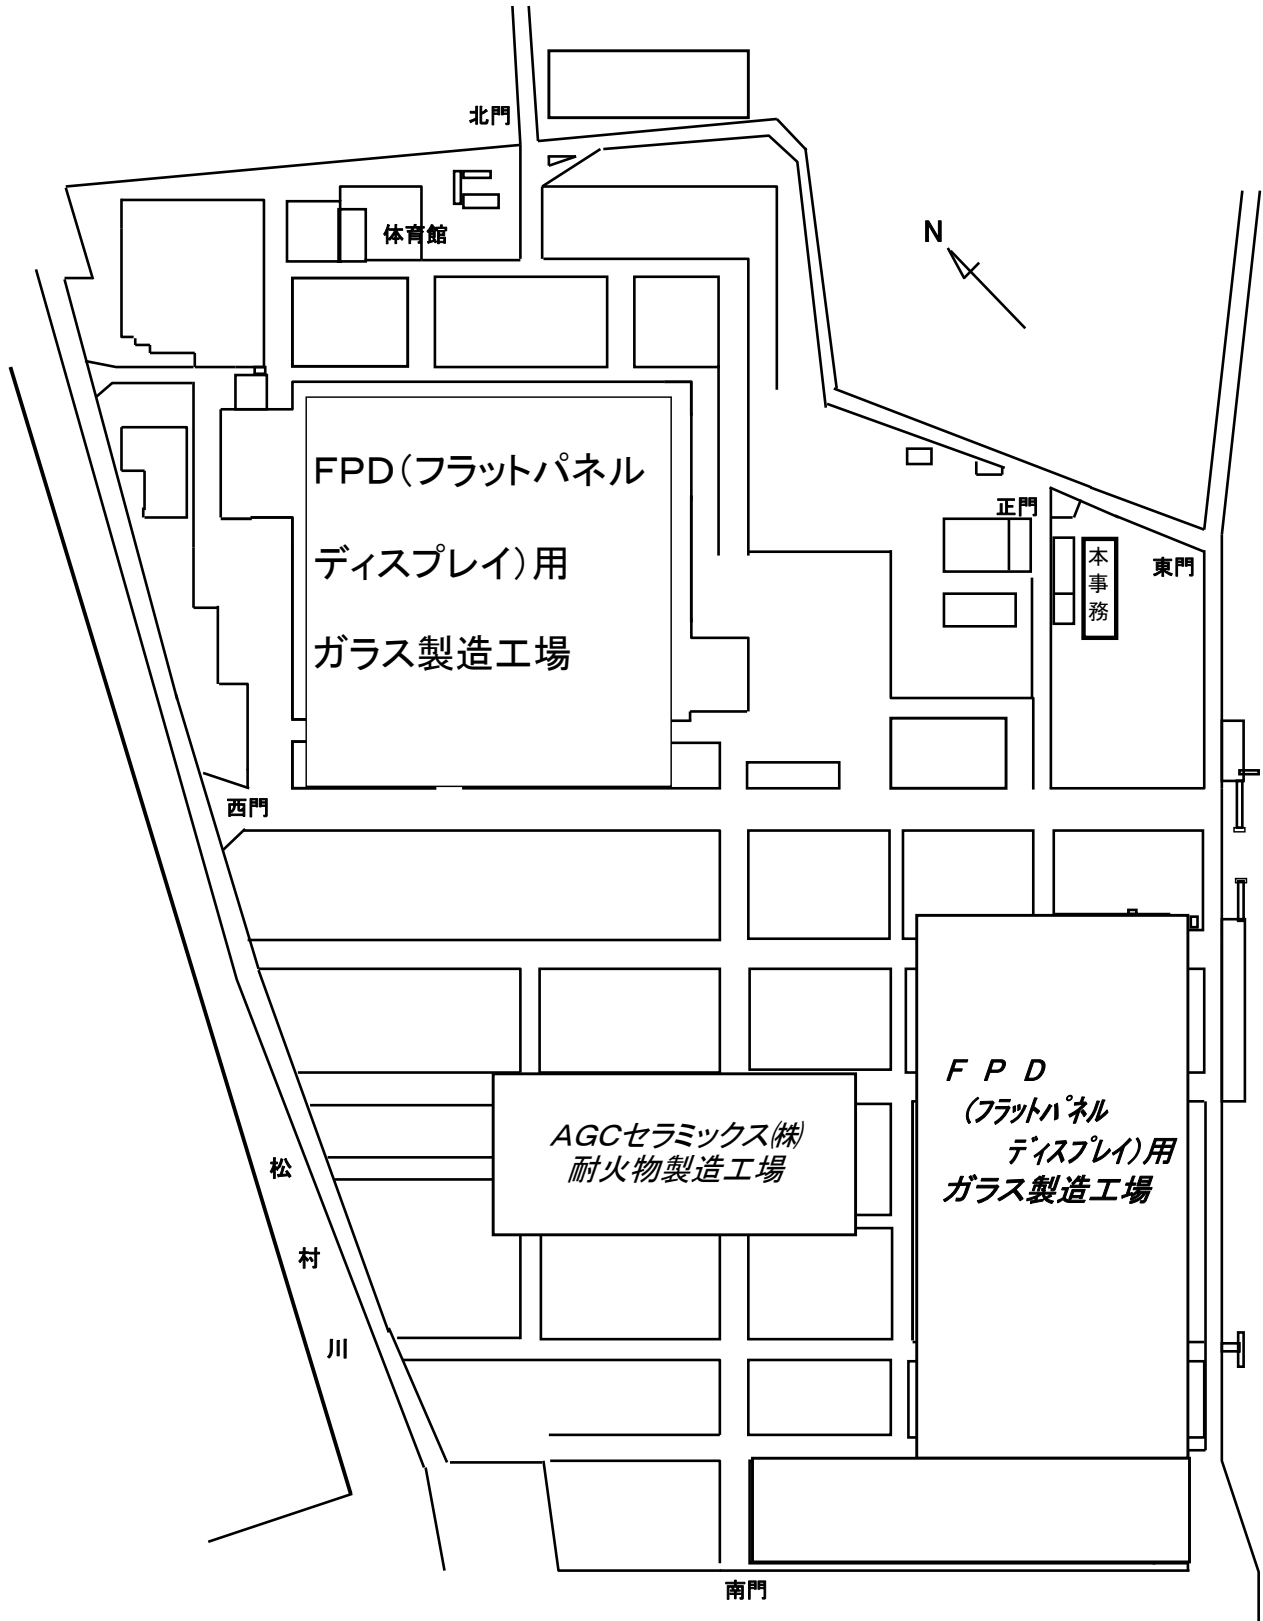 北門
体育館
N
FPD(フラットパネル
ディスプレイ)用
ガラス製造工場
正門
本事務
東門
西門
FPD
(フラットパネル
ディスプレイ)用
ガラス製造工場
AGCセラミックス㈱
耐火物製造工場
松村川
南門